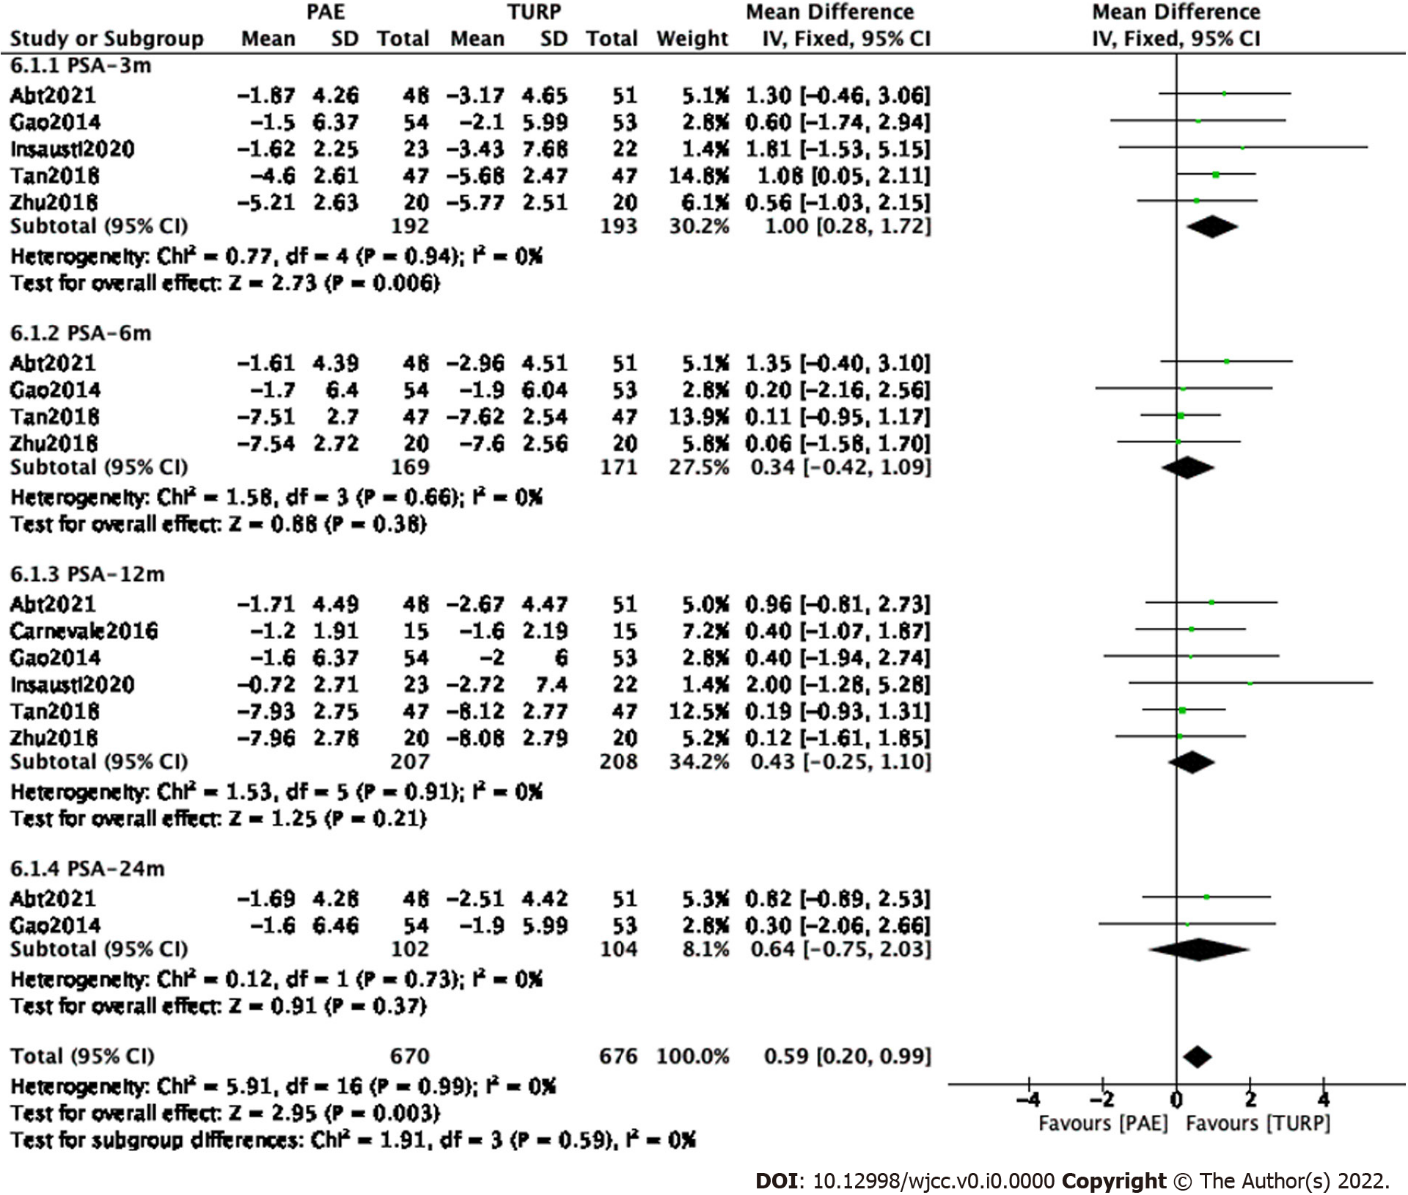 PAE TURP Mean Difference Mean Difference
Study or Subgroup Mean SD Total Mean SD Total Weight IV, Fixed, 95% CI IV, Fixed, 95% CI
6.1.1 PSA-3m
Abt2021 -1.87 4.26 48 -3.17 4.65 51 5.1% 1.30 [-0.46, 3.06]
Gao2014 -1.5 6.37 54 -2.1 5.99 53 2.8% 0.60 [-1.74, 2.94]
Insausti2020 -1.62 2.25 23 -3.43 7.68 22 1.4% 1.81 [-1.53, 5.15]
Tan2018 -4.6 2.61 47 -5.68 2.47 47 14.8% 1.08 [0.05, 2.11]
Zhu2018 -5.21 2.63 20 -5.77 2.51 20 6.1% 0.56 [-1.03, 2.15]
Subtotal (95% CI) 192 193 30.2% 1.00 [0.28, 1.72]
Heterogeneity: Chi² = 0.77, df = 4 (P = 0.94); I² = 0%
Test for overall effect: Z = 2.73 (P = 0.006)
6.1.2 PSA-6m
Abt2021 -1.61 4.39 48 -2.96 4.51 51 5.1% 1.35 [-0.40, 3.10]
Gao2014 -1.7 6.4 54 -1.9 6.04 53 2.8% 0.20 [-2.16, 2.56]
Tan2018 -7.51 2.7 47 -7.62 2.54 47 13.9% 0.11 [-0.95, 1.17]
Zhu2018 -7.54 2.72 20 -7.6 2.56 20 5.8% 0.06 [-1.58, 1.70]
Subtotal (95% CI) 169 171 27.5% 0.34 [-0.42, 1.09]
Heterogeneity: Chi² = 1.58, df = 3 (P = 0.66); I² = 0%
Test for overall effect: Z = 0.88 (P = 0.38)
6.1.3 PSA-12m
Abt2021 -1.71 4.49 48 -2.67 4.47 51 5.0% 0.96 [-0.81, 2.73]
Carnevale2016 -1.2 1.91 15 -1.6 2.19 15 7.2% 0.40 [-1.07, 1.87]
Gao2014 -1.6 6.37 54 -2 6 53 2.8% 0.40 [-1.94, 2.74]
Insausti2020 -0.72 2.71 23 -2.72 7.4 22 1.4% 2.00 [-1.28, 5.28]
Tan2018 -7.93 2.75 47 -8.12 2.77 47 12.5% 0.19 [-0.93, 1.31]
Zhu2018 -7.96 2.78 20 -8.08 2.79 20 5.2% 0.12 [-1.61, 1.85]
Subtotal (95% CI) 207 208 34.2% 0.43 [-0.25, 1.10]
Heterogeneity: Chi² = 1.53, df = 5 (P = 0.91); I² = 0%
Test for overall effect: Z = 1.25 (P = 0.21)
6.1.4 PSA-24m
Abt2021 -1.69 4.28 48 -2.51 4.42 51 5.3% 0.82 [-0.89, 2.53]
Gao2014 -1.6 6.46 54 -1.9 5.99 53 2.8% 0.30 [-2.06, 2.66]
Subtotal (95% CI) 102 104 8.1% 0.64 [-0.75, 2.03]
Heterogeneity: Chi² = 0.12, df = 1 (P = 0.73); I² = 0%
Test for overall effect: Z = 0.91 (P = 0.37)
Total (95% CI) 670 676 100.0% 0.59 [0.20, 0.99]
Heterogeneity: Chi² = 5.91, df = 16 (P = 0.99); I² = 0%
Test for overall effect: Z = 2.95 (P = 0.003)
Test for subgroup differences: Chi² = 1.91, df = 3 (P = 0.59), I² = 0%
-4 -2 0 2 4
Favours [PAE] Favours [TURP]
DOI: 10.12998/wjcc.v0.i0.0000 Copyright © The Author(s) 2022.